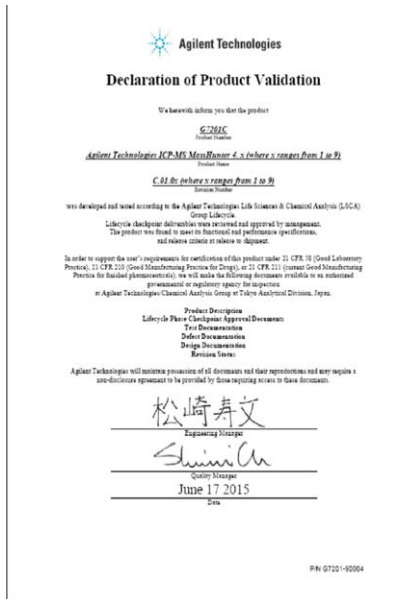 Agilent Technologies
Declaration of Product Validation
We herewith inform you that the product
G7201C
Product Number
Agilent Technologies ICP-MS MassHunter 4. x (where x ranges from 1 to 9)
Product Name
C.01.0x (where x ranges from 1 to 9)
Revision Number
was developed and tested according to the Agilent Technologies Life Sciences & Chemical Analysis (LSCA)
Group Lifecycle.
Lifecycle checkpoint deliverables were reviewed and approved by management.
The product was found to meet its functional and performance specifications,
and release criteria at release to shipment.
In order to support the user's requirements for certification of this product under 21 CFR 58 (Good Laboratory
Practice), 21 CFR 210 (Good Manufacturing Practice for Drugs), or 21 CFR 211 (current Good Manufacturing
Practice for finished pharmaceuticals), we will make the following documents available to an authorized
governmental or regulatory agency for inspection
at Agilent Technologies/Chemical Analysis Group at Tokyo Analytical Division, Japan.
Product Description
Lifecycle Phase Checkpoint Approval Documents
Test Documentation
Defect Documentation
Design Documentation
Revision Status
Agilent Technologies will maintain possession of all documents and their reproductions and may require a
non-disclosure agreement to be provided by those requiring access to these documents.
松崎寿文
Engineering Manager
Quality Manager
June 17 2015
Date
P/N G7201-90004